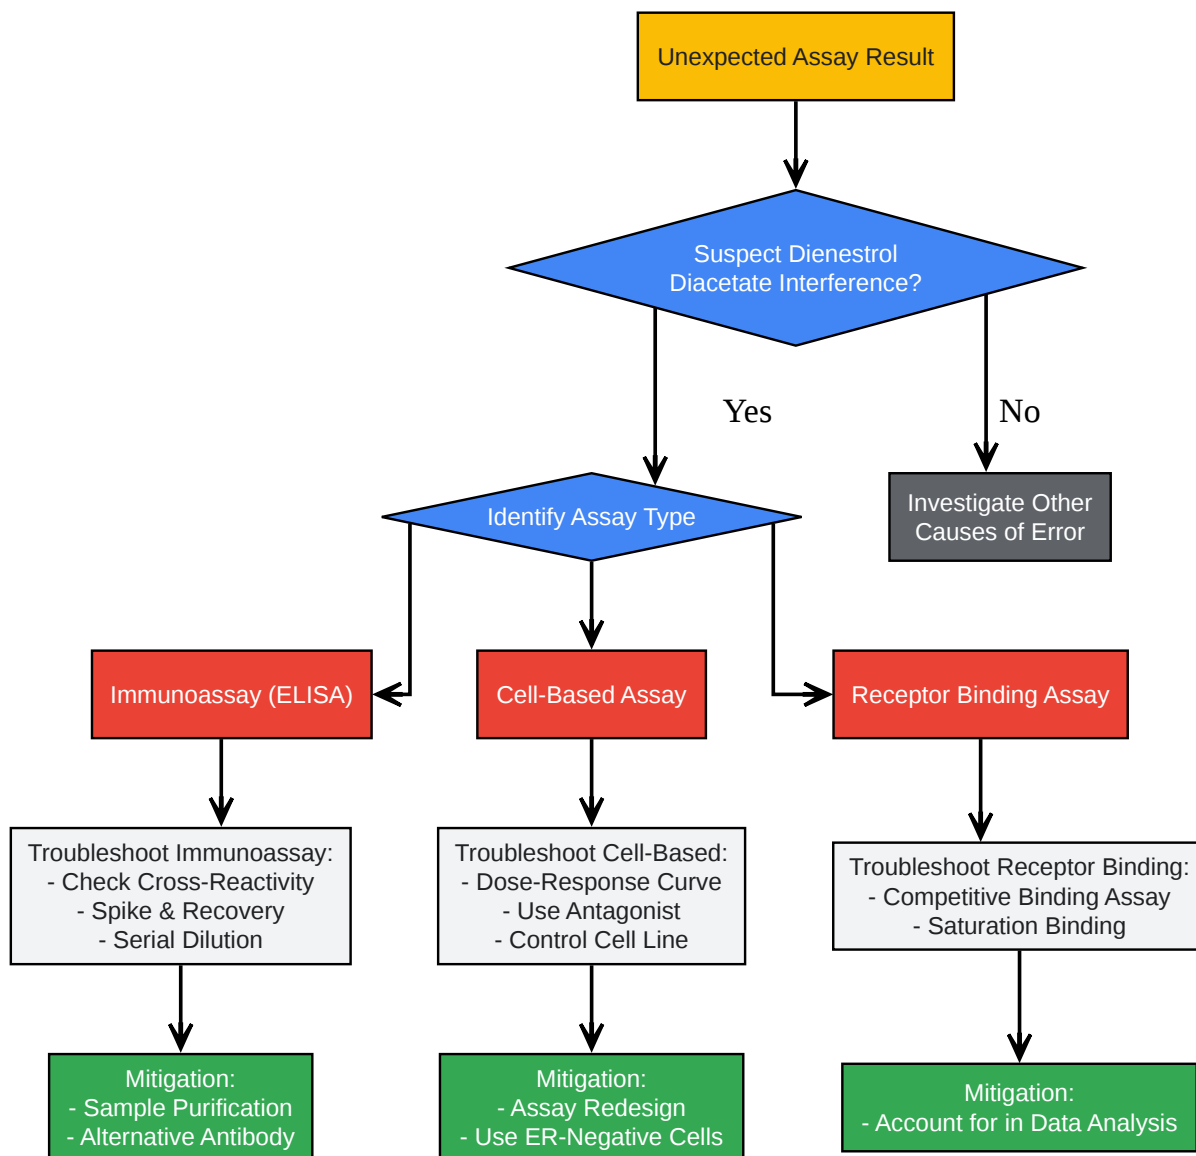 Unexpected Assay Result
Suspect Dienestrol
Diacetate Interference?
Yes
No
Identify Assay Type
Investigate Other
Causes of Error
Immunoassay (ELISA)
Cell-Based Assay
Receptor Binding Assay
Troubleshoot Immunoassay:
- Check Cross-Reactivity
- Spike & Recovery
- Serial Dilution
Troubleshoot Cell-Based:
- Dose-Response Curve
- Use Antagonist
- Control Cell Line
Troubleshoot Receptor Binding:
- Competitive Binding Assay
- Saturation Binding
Mitigation:
- Sample Purification
- Alternative Antibody
Mitigation:
- Assay Redesign
- Use ER-Negative Cells
Mitigation:
- Account for in Data Analysis